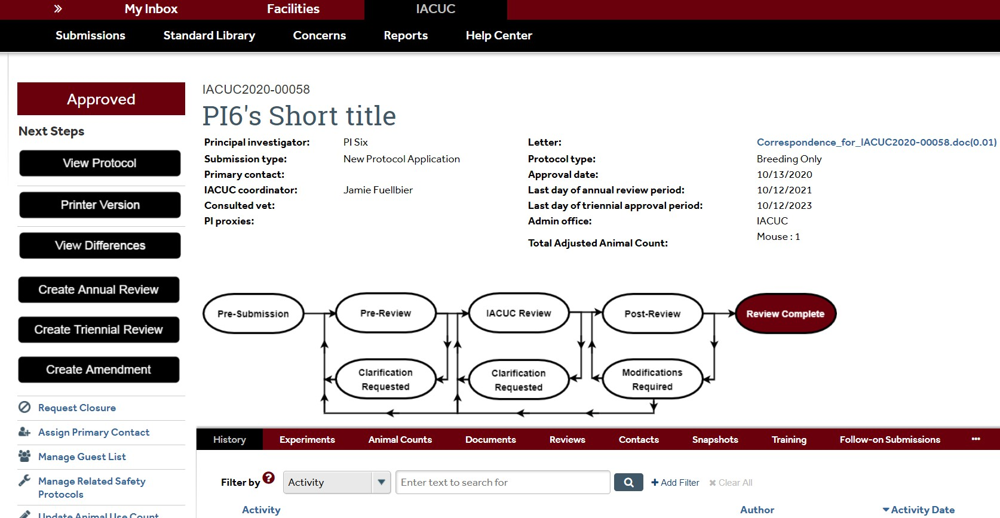 » My Inbox Facilities IACUC
Submissions Standard Library Concerns Reports Help Center
Approved
Next Steps
View Protocol
Printer Version
View Differences
Create Annual Review
Create Triennial Review
Create Amendment
Request Closure
Assign Primary Contact
Manage Guest List
Manage Related Safety
Protocols
Update Animal Use Count
IACUC2020-00058
PI6's Short title
Principal investigator: PI Six
Submission type: New Protocol Application
Primary contact:
IACUC coordinator: Jamie Fuellbier
Consulted vet:
PI proxies:
Letter: Correspondence_for_IACUC2020-00058.doc(0.01)
Protocol type: Breeding Only
Approval date: 10/13/2020
Last day of annual review period: 10/12/2021
Last day of triennial approval period: 10/12/2023
Admin office: IACUC
Total Adjusted Animal Count: Mouse : 1
Pre-Submission
Pre-Review
IACUC Review
Post-Review
Review Complete
Clarification
Requested
Clarification
Requested
Modifications
Required
History Experiments Animal Counts Documents Reviews Contacts Snapshots Training Follow-on Submissions ...
Filter by ? Activity Enter text to search for + Add Filter × Clear All
Activity Author Activity Date